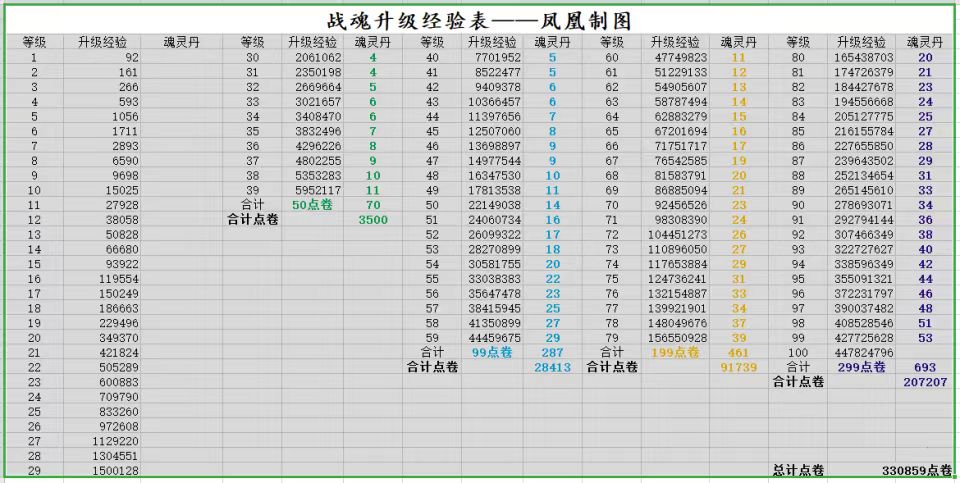 战魂升级经验表——凤凰制图
等级 升级经验 魂灵丹 等级 升级经验 魂灵丹 等级 升级经验 魂灵丹 等级 升级经验 魂灵丹 等级 升级经验 魂灵丹
1 92 30 2061062 4 40 7701952 5 60 47749823 11 80 165438703 20
2 161 31 2350198 4 41 8522477 5 61 51229133 12 81 174726379 21
3 266 32 2669664 5 42 9409378 6 62 54905607 13 82 184427678 23
4 593 33 3021657 6 43 10366457 6 63 58787494 14 83 194556668 24
5 1056 34 3408470 6 44 11397656 7 64 62883279 15 84 205127775 25
6 1711 35 3832496 7 45 12507060 8 65 67201694 16 85 216155784 27
7 2893 36 4296226 8 46 13698897 9 66 71751717 17 86 227655850 28
8 6590 37 4802255 9 47 14977544 9 67 76542585 19 87 239643502 29
9 9698 38 5353283 10 48 16347530 10 68 81583791 20 88 252134654 31
10 15025 39 5952117 11 49 17813538 11 69 86885094 21 89 265145610 33
11 27928 合计 50点卷 70 50 22149038 14 70 92456526 23 90 278693071 34
12 38058 合计点卷 3500 51 24060734 16 71 98308390 24 91 292794144 36
13 50828 52 26099322 17 72 104451273 26 92 307466349 38
14 66680 53 28270899 18 73 110896050 27 93 322727627 40
15 93922 54 30581755 20 74 117653884 29 94 338596349 42
16 119554 55 33038383 22 75 124736241 31 95 355091321 44
17 150249 56 35647478 23 76 132154887 33 96 372231797 46
18 186663 57 38415945 25 77 139921901 34 97 390037482 48
19 229496 58 41350899 27 78 148049676 37 98 408528546 51
20 349370 59 44459675 29 79 156550928 39 99 427725628 53
21 421824 合计 99点卷 287 合计 199点卷 461 100 447824796
22 505289 合计点卷 28413 合计点卷 91739 合计 299点卷 693
23 600883 合计点卷 207207
24 709790
25 833260
26 972608
27 1129220
28 1304551
29 1500128 总计点卷 330859点卷